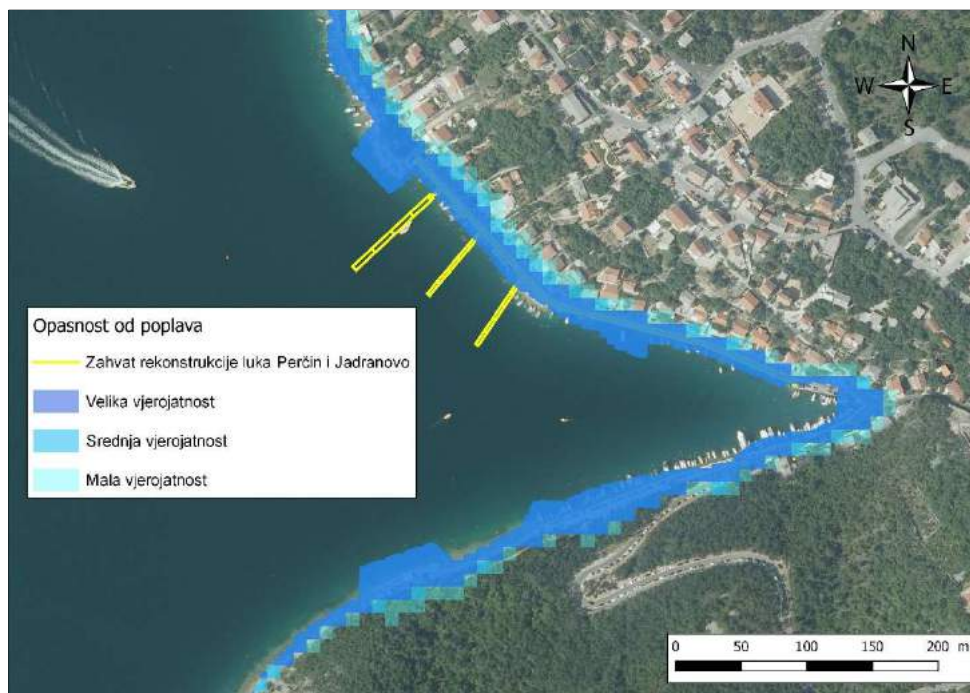 N
W E
S
Opasnost od poplava
Zahvat rekonstrukcije luka Perčin i Jadranovo
Velika vjerojatnost
Srednja vjerojatnost
Mala vjerojatnost
0 50 100 150 200 m